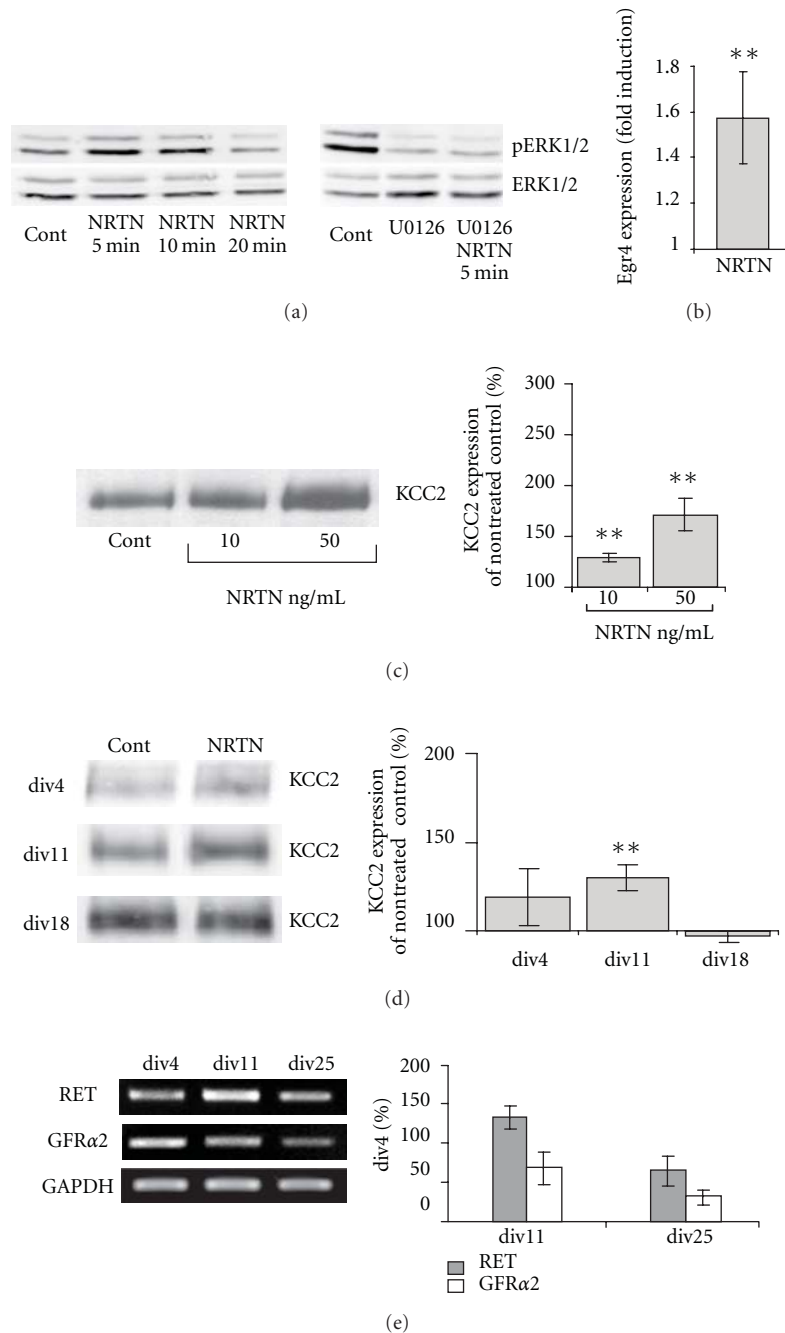 pERK1/2
ERK1/2
Cont
NRTN
5 min
NRTN
10 min
NRTN
20 min
Cont
U0126
U0126
NRTN
5 min
(a)
Egr4 expression (fold induction)
1.8
1.6
1.4
1.2
1
**
NRTN
(b)
KCC2
Cont
10
50
NRTN ng/mL
KCC2 expression
of nontreated control (%)
300
250
200
150
100
**
**
10
50
NRTN ng/mL
(c)
Cont
NRTN
div4
KCC2
div11
KCC2
div18
KCC2
KCC2 expression
of nontreated control (%)
200
150
100
**
div4
div11
div18
(d)
div4
div11
div25
RET
GFRα2
GAPDH
div4 (%)
200
150
100
50
0
div11
div25
RET
GFRα2
(e)